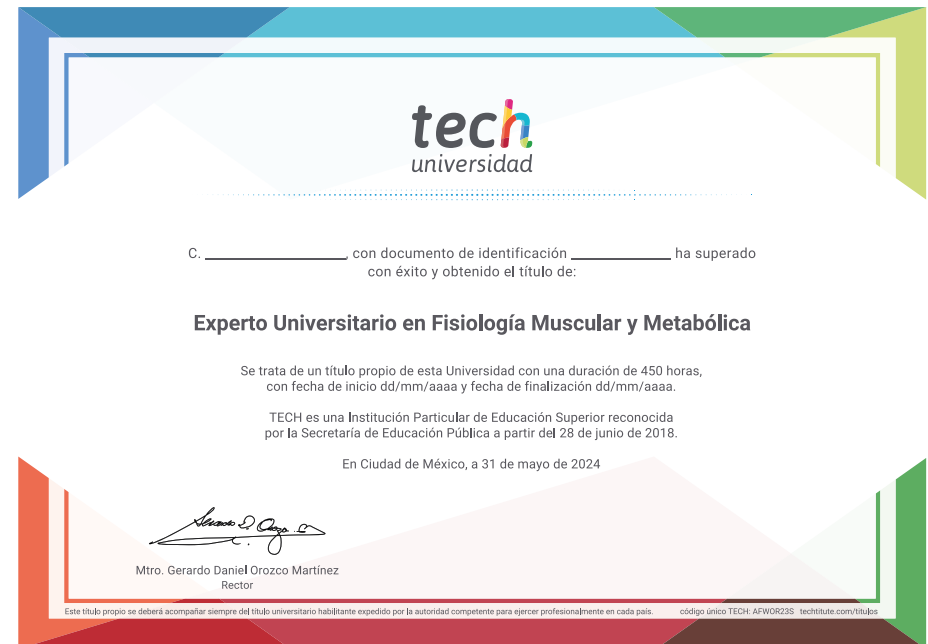 tech
universidad
C. ____________, con documento de identificación ____________ ha superado
con éxito y obtenido el título de:
Experto Universitario en Fisiología Muscular y Metabólica
Se trata de un título propio de esta Universidad con una duración de 450 horas,
con fecha de inicio dd/mm/aaaa y fecha de finalización dd/mm/aaaa.
TECH es una Institución Particular de Educación Superior reconocida
por la Secretaría de Educación Pública a partir del 28 de junio de 2018.
En Ciudad de México, a 31 de mayo de 2024
Mtro. Gerardo Daniel Orozco Martínez
Rector
Este título propio se deberá acompañar siempre del título universitario habilitante expedido por la autoridad competente para ejercer profesionalmente en cada país. código único TECH: AFWOR23S techtitute.com/titulos